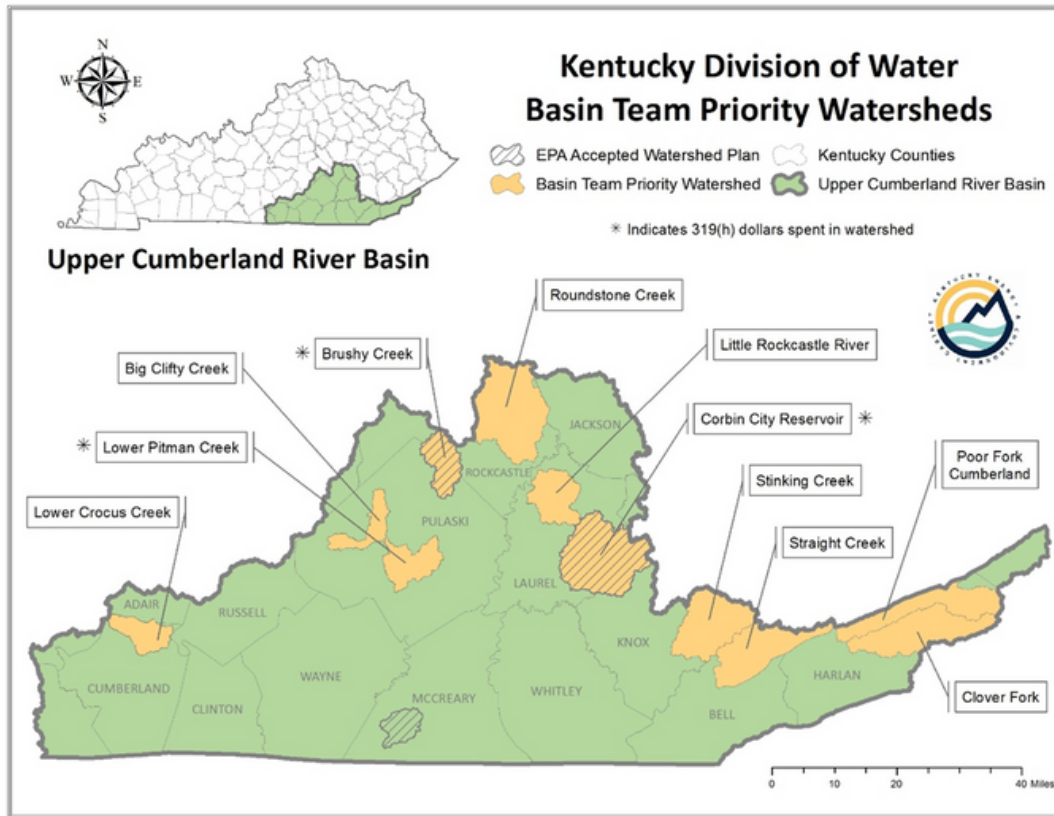 N
W
E
S
Kentucky Division of Water
Basin Team Priority Watersheds
EPA Accepted Watershed Plan
Kentucky Counties
Basin Team Priority Watershed
Upper Cumberland River Basin
* Indicates 319(h) dollars spent in watershed
Upper Cumberland River Basin
KENTUCKY ENERGY & ENVIRONMENT CABINET
Roundstone Creek
* Brushy Creek
Little Rockcastle River
Big Clifty Creek
Corbin City Reservoir *
* Lower Pitman Creek
Poor Fork
Cumberland
Stinking Creek
Lower Crocus Creek
Straight Creek
Clover Fork
JACKSON
ROCKCASTLE
PULASKI
LAUREL
ADAIR
RUSSELL
KNOX
WAYNE
HARLAN
CUMBERLAND
MCCREARY
WHITLEY
CLINTON
BELL
0 10 20 40 Miles